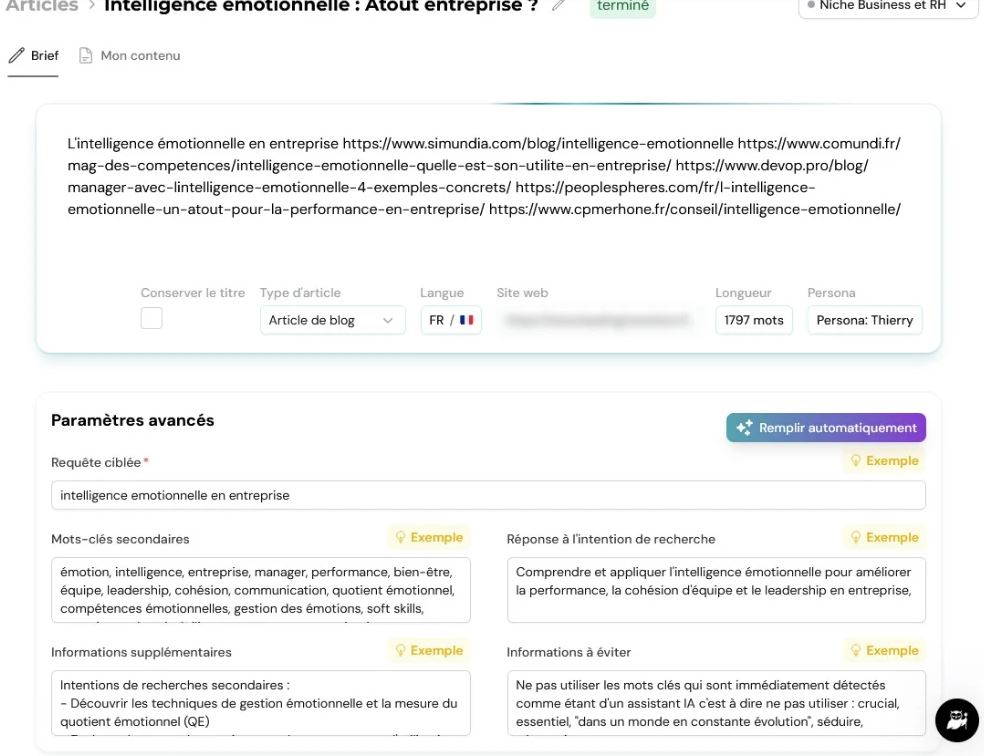 Articles > Intelligence émotionnelle : Atout entreprise ? terminé Niche Business et RH
Brief Mon contenu
L'intelligence émotionnelle en entreprise https://www.simundia.com/blog/intelligence-emotionnelle https://www.comundi.fr/
mag-des-competences/intelligence-emotionnelle-quelle-est-son-utilite-en-entreprise/ https://www.devop.pro/blog/
manager-avec-lintelligence-emotionnelle-4-exemples-concrets/ https://peoplespheres.com/fr/l-intelligence-
emotionnelle-un-atout-pour-la-performance-en-entreprise/ https://www.cpmerhone.fr/conseil/intelligence-emotionnelle/
Conserver le titre Type d'article Langue Site web Longueur Persona
Article de blog FR / 1797 mots Persona: Thierry
Paramètres avancés
Remplir automatiquement
Requête ciblée*
Exemple
intelligence emotionnelle en entreprise
Mots-clés secondaires Exemple
émotion, intelligence, entreprise, manager, performance, bien-être,
équipe, leadership, cohésion, communication, quotient émotionnel,
compétences émotionnelles, gestion des émotions, soft skills,
Réponse à l'intention de recherche Exemple
Comprendre et appliquer l'intelligence émotionnelle pour améliorer
la performance, la cohésion d'équipe et le leadership en entreprise,
Informations supplémentaires Exemple
Intentions de recherches secondaires :
- Découvrir les techniques de gestion émotionnelle et la mesure du
quotient émotionnel (QE)
Informations à éviter Exemple
Ne pas utiliser les mots clés qui sont immédiatement détectés
comme étant d'un assistant IA c'est à dire ne pas utiliser : crucial,
essentiel, "dans un monde en constante évolution", séduire,